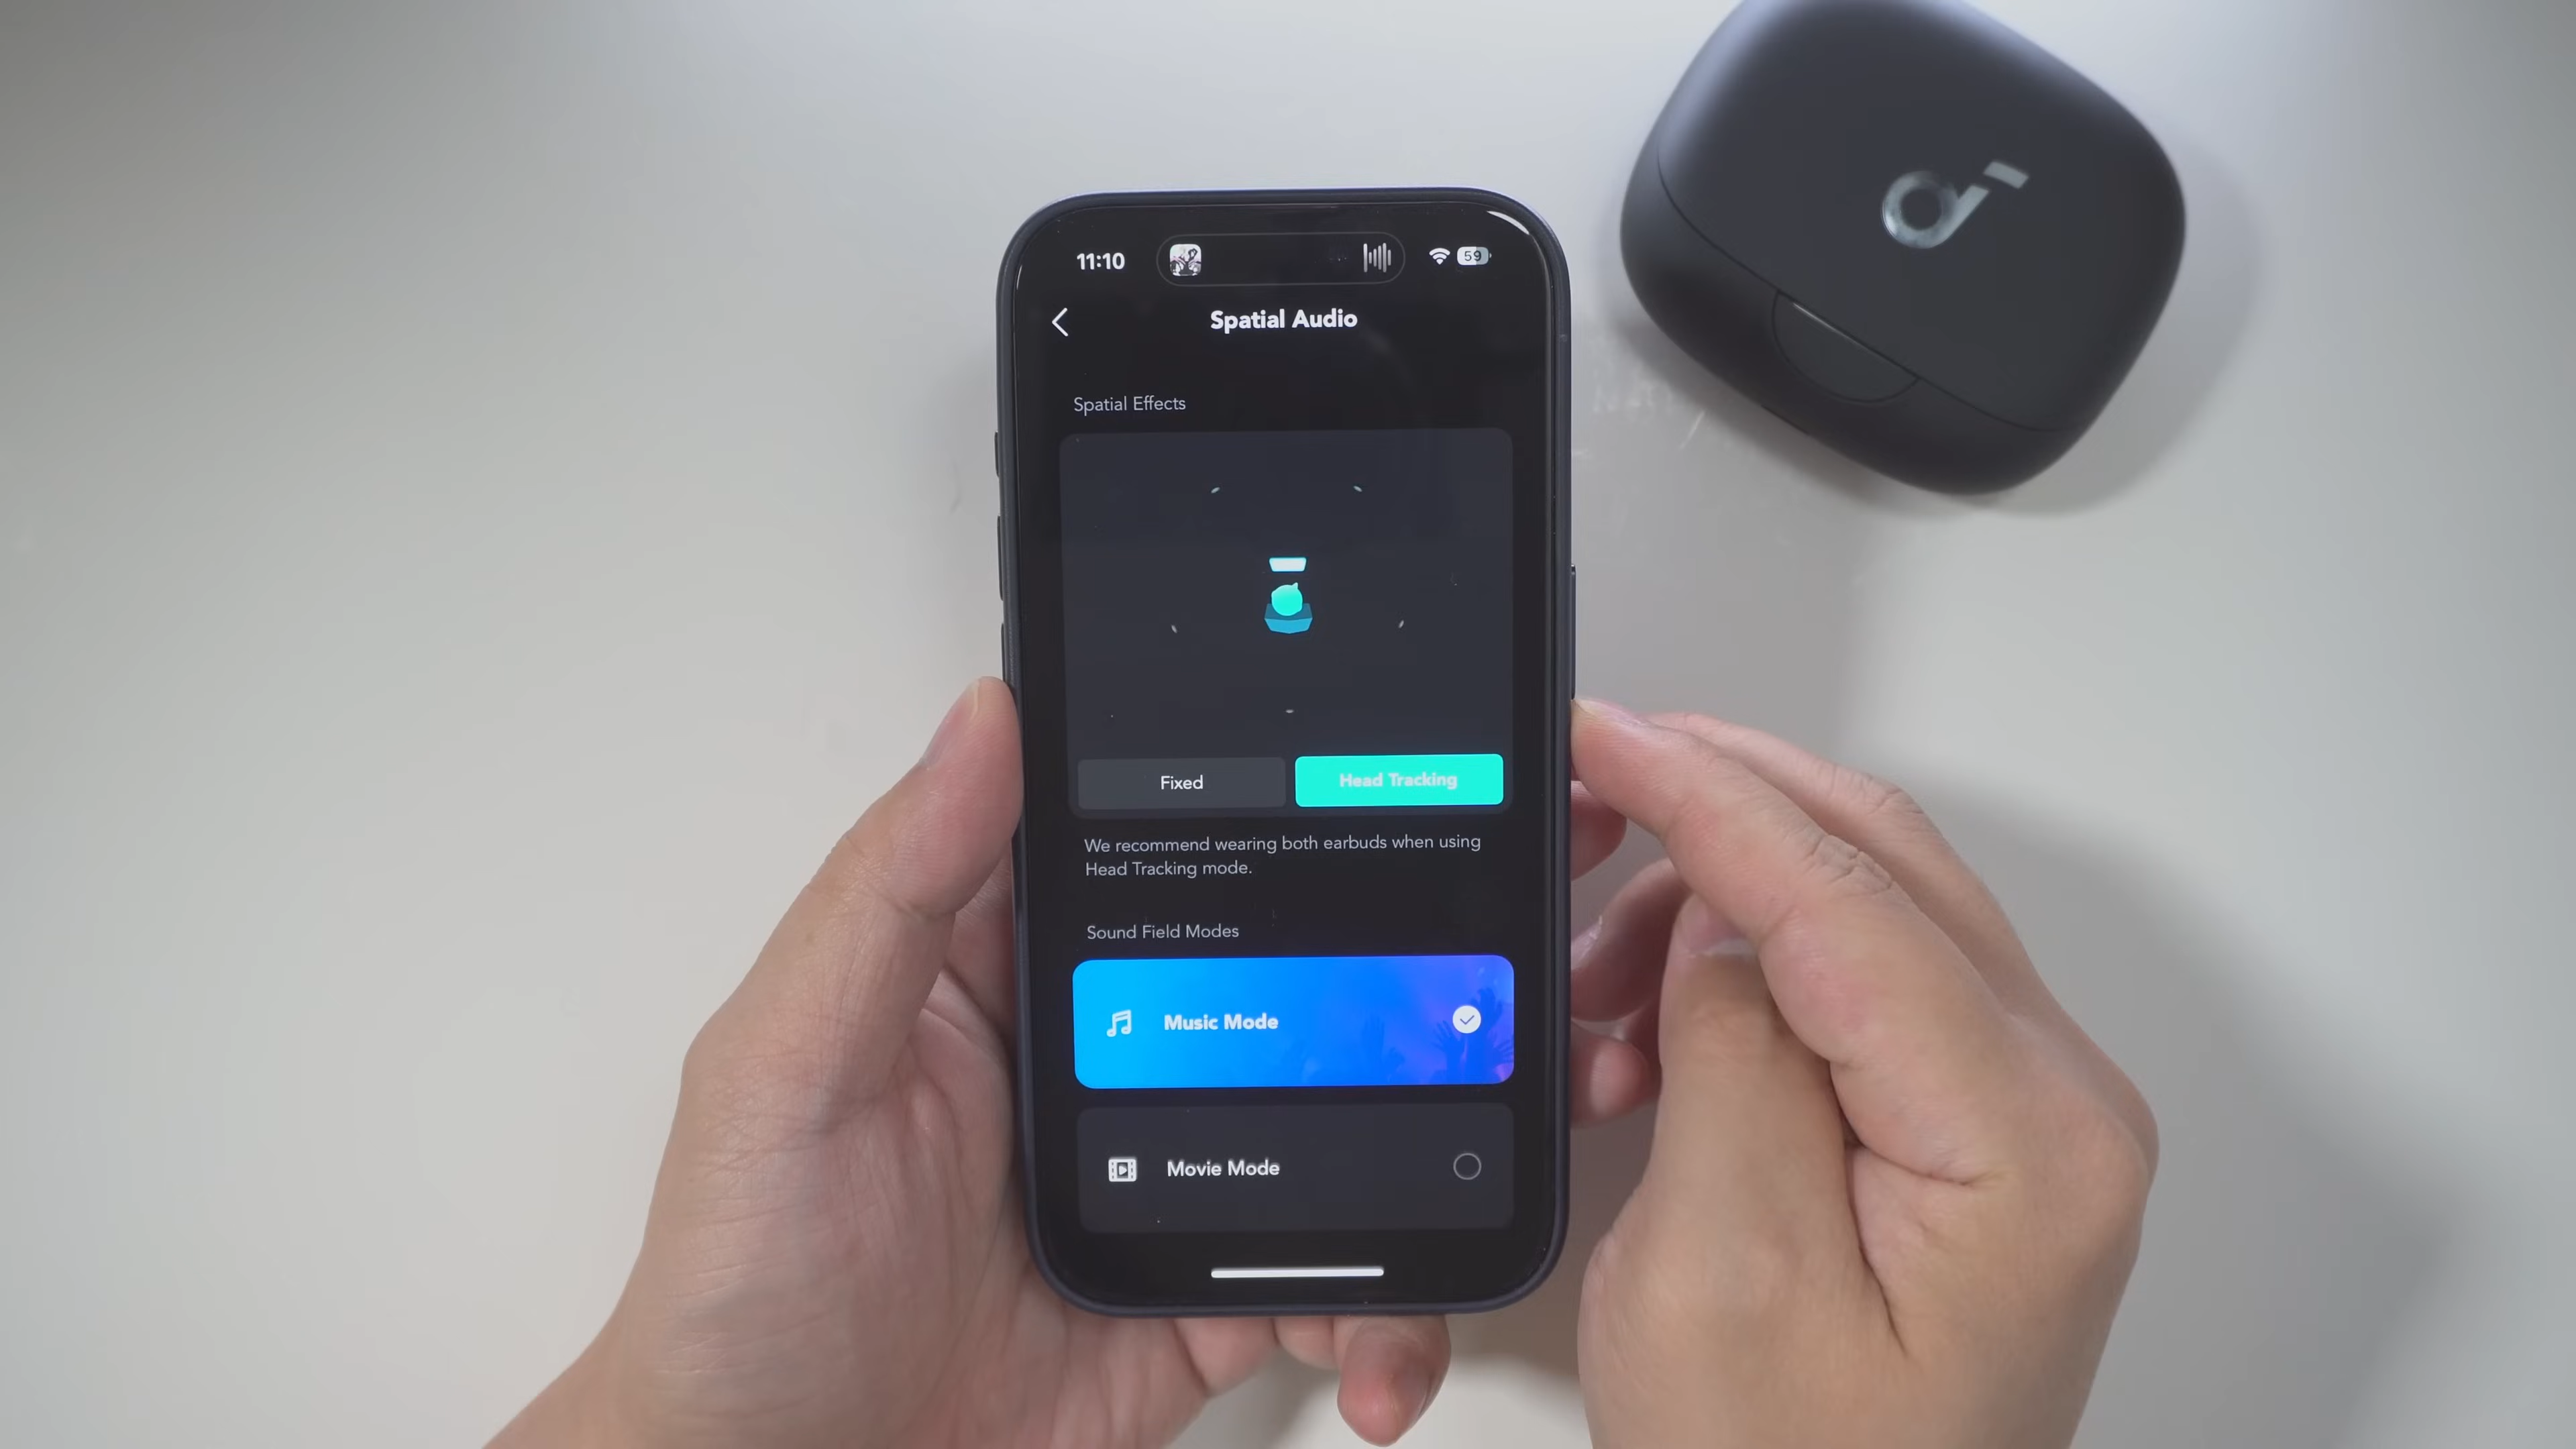 11:10
59
Spatial Audio
Spatial Effects
Fixed
Head Tracking
We recommend wearing both earbuds when using
Head Tracking mode.
Sound Field Modes
Music Mode
Movie Mode